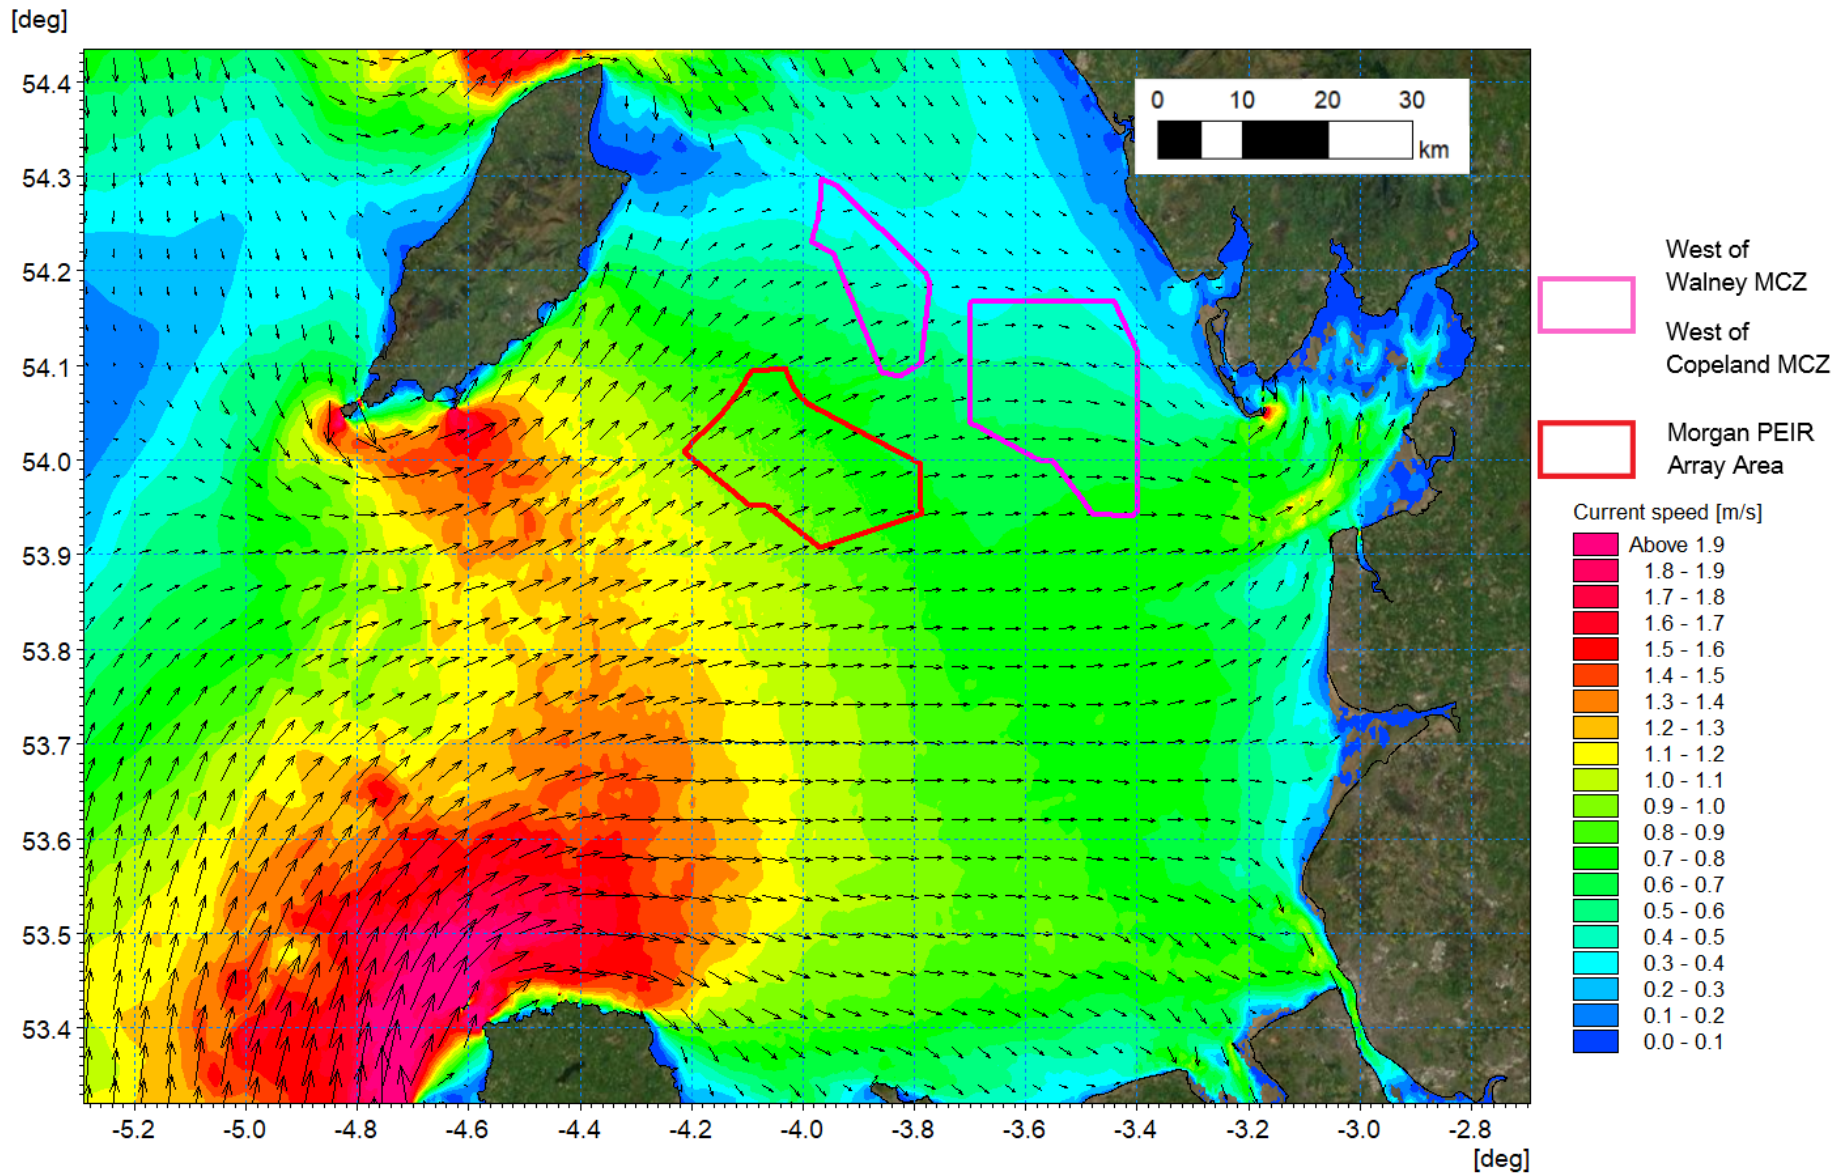 [deg]
54.4
54.3
54.2
54.1
54.0
53.9
53.8
53.7
53.6
53.5
53.4
-5.2 -5.0 -4.8 -4.6 -4.4 -4.2 -4.0 -3.8 -3.6 -3.4 -3.2 -3.0 -2.8
[deg]
0 10 20 30
km
West of
Walney MCZ
West of
Copeland MCZ
Morgan PEIR
Array Area
Current speed [m/s]
Above 1.9
1.8 - 1.9
1.7 - 1.8
1.6 - 1.7
1.5 - 1.6
1.4 - 1.5
1.3 - 1.4
1.2 - 1.3
1.1 - 1.2
1.0 - 1.1
0.9 - 1.0
0.8 - 0.9
0.7 - 0.8
0.6 - 0.7
0.5 - 0.6
0.4 - 0.5
0.3 - 0.4
0.2 - 0.3
0.1 - 0.2
0.0 - 0.1